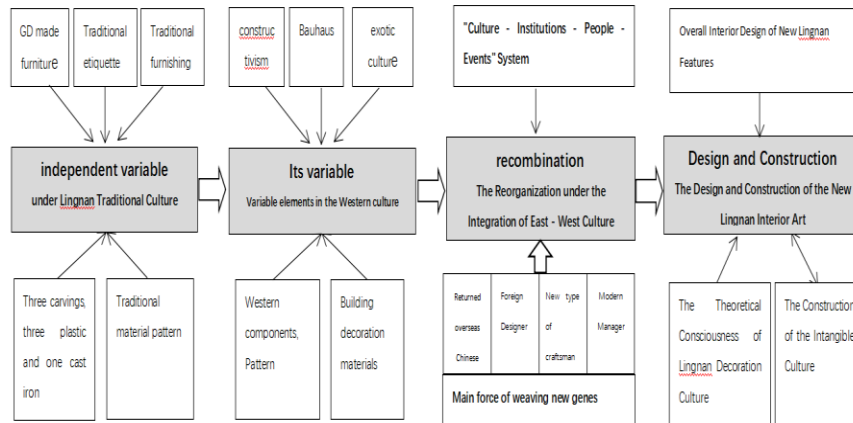 GD made
furniture
Traditional
etiquette
Traditional
furnishing
construc
tivism
Bauhaus
exotic
culture
"Culture - Institutions - People -
Events" System
Overall Interior Design of New Lingnan
Features
independent variable
under Lingnan Traditional Culture
Its variable
Variable elements in the Western culture
recombination
The Reorganization under the
Integration of East - West Culture
Design and Construction
The Design and Construction of the New
Lingnan Interior Art
Three carvings,
three plastic
and one cast
iron
Traditional
material pattern
Western
components,
Pattern
Building
decoration
materials
Returned
overseas
Chinese
Foreign
Designer
New type
of
craftsman
Modern
Manager
Main force of weaving new genes
The Theoretical
Consciousness of
Lingnan Decoration
Culture
The Construction
of the Intangible
Culture